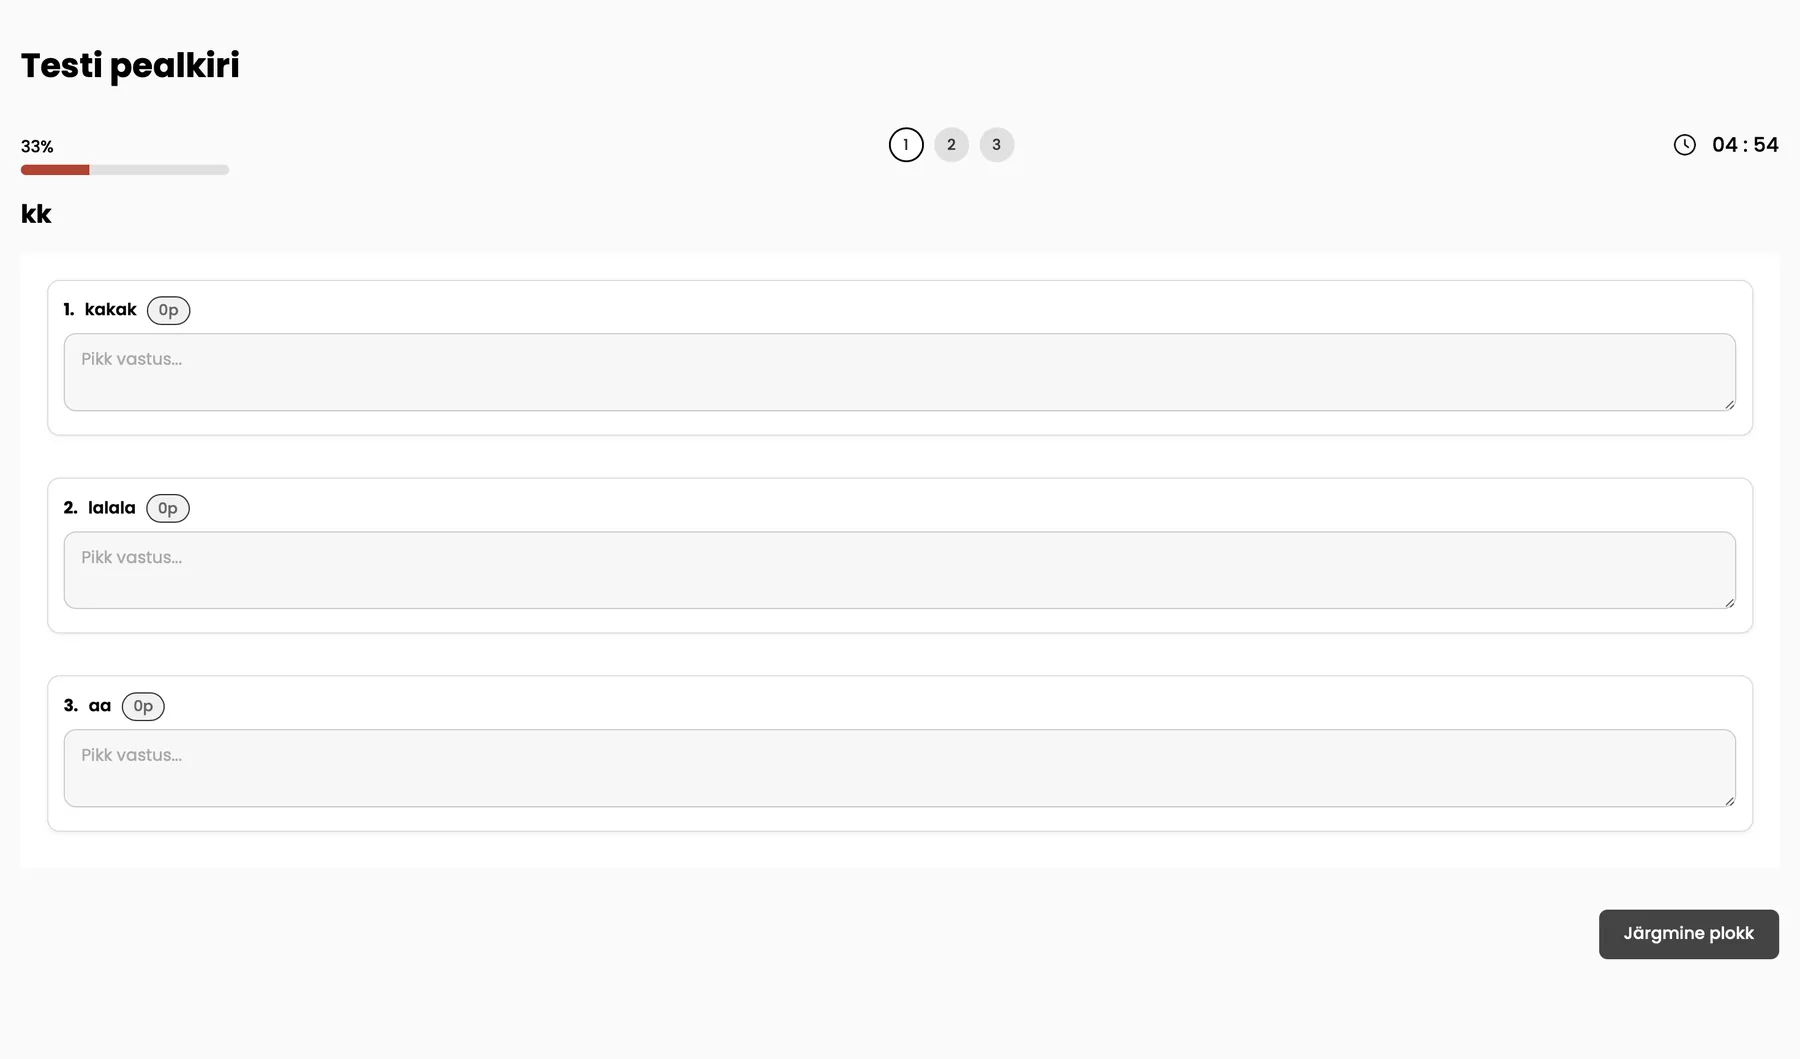 Testi pealkiri
33%
1 2 3
04 : 54
kk
1. kakak 0p
Pikk vastus...
2. lalala 0p
Pikk vastus...
3. aa 0p
Pikk vastus...
Järgmine plokk